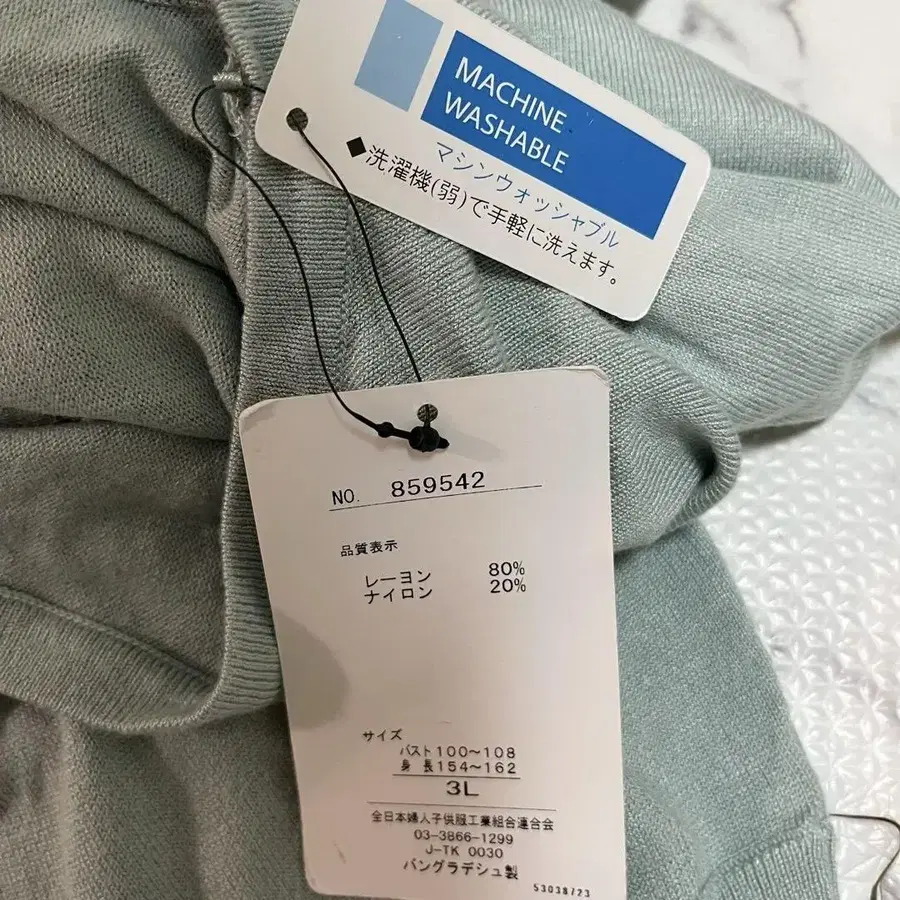 MACHINE
WASHABLE
マシンウォッシャブル
◆洗濯機(弱)で手軽に洗えます。
NO. 859542
品質表示
レーヨン 80%
ナイロン 20%
サイズ
バスト100〜108
身 長154〜162
3L
全日本婦人子供服工業組合連合会
03-3866-1299
J-TK 0030
バングラデシュ製
53038/23